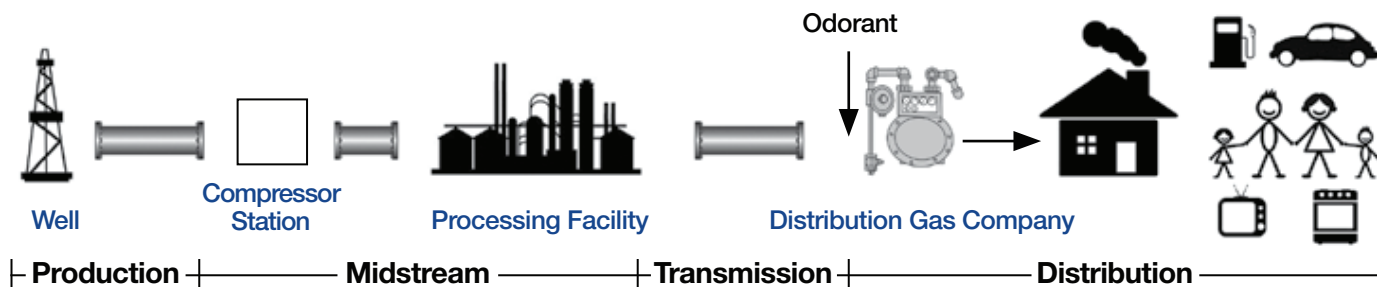 Odorant
Well
Compressor
Station
Processing Facility
Distribution Gas Company
Production
Midstream
Transmission
Distribution